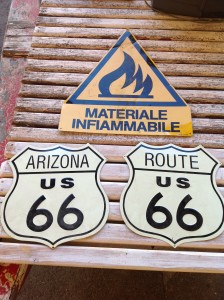 MATERIALE
INFIAMMABILE
ARIZONA
US
66
ROUTE
US
66